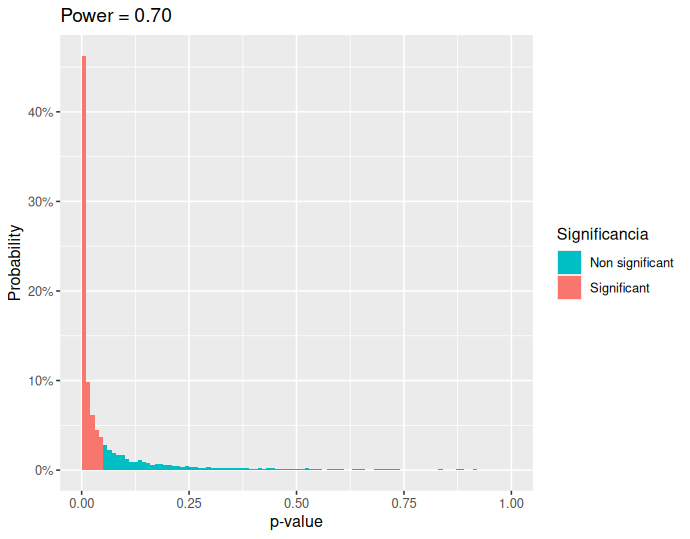 Power = 0.70
Probability
40%
30%
20%
10%
0%
0.00 0.25 0.50 0.75 1.00
p-value
Significancia
Non significant
Significant